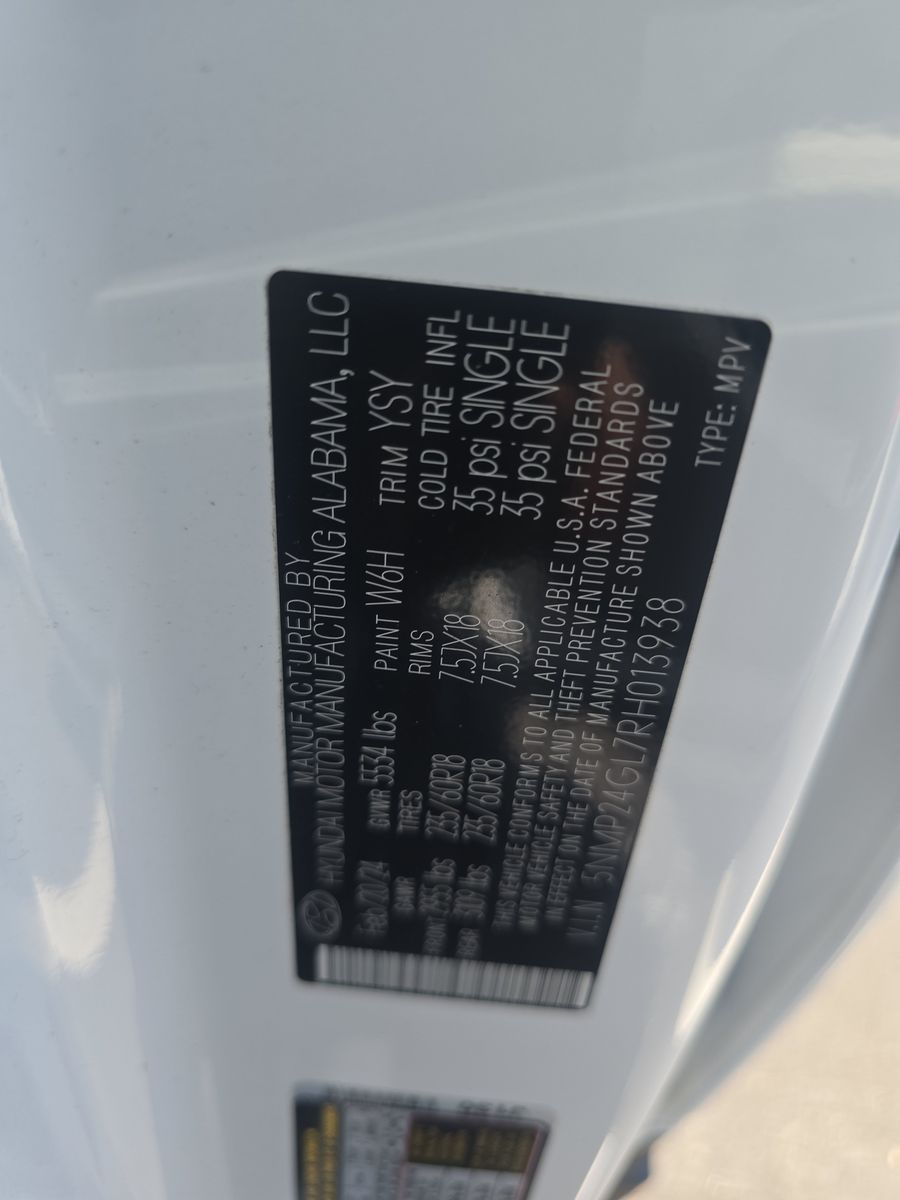 MANUFACTURED BY
HYUNDAI MOTOR MANUFACTURING ALABAMA, LLC
Feb/20/24 GVWR 5534 lbs PAINT W6H TRIM YSY
GAWR TIRES RIMS COLD TIRE INFL
FRONT lbs 235/60R18 7.5JX18 35 psi SINGLE
REAR lbs 235/60R18 7.5JX18 35 psi SINGLE
THIS VEHICLE CONFORMS TO ALL APPLICABLE U.S.A. FEDERAL
MOTOR VEHICLE SAFETY AND THEFT PREVENTION STANDARDS
IN EFFECT ON THE DATE OF MANUFACTURE SHOWN ABOVE
V.I.N 5NMP24GL7RH013938
TYPE: MPV